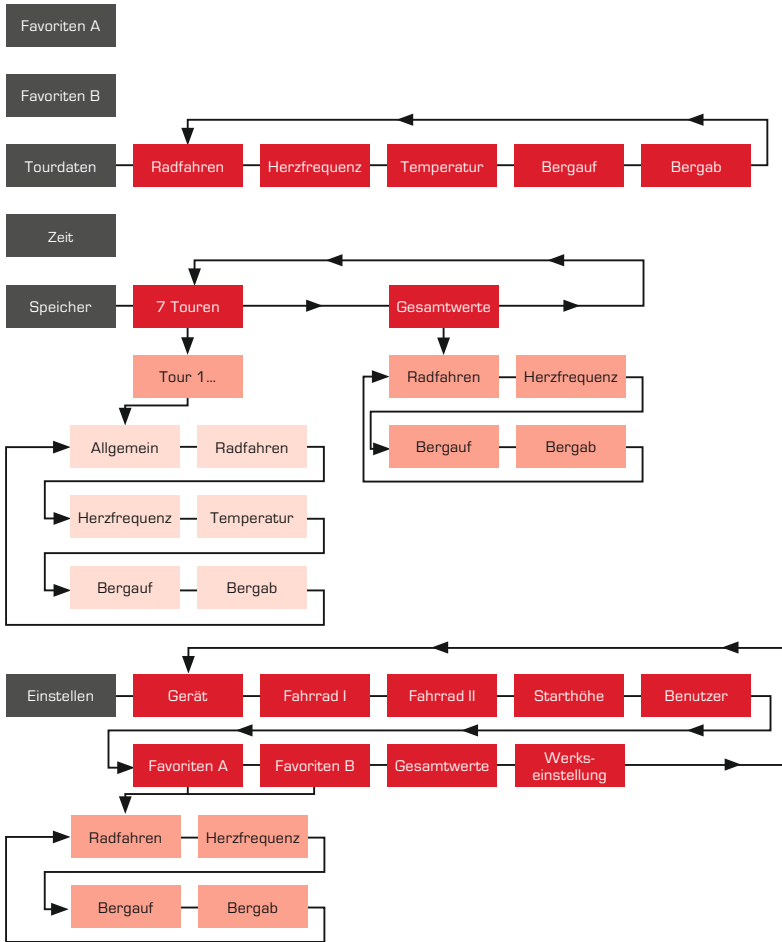 Favoriten A
Favoriten B
Tourdaten
Radfahren
Herzfrequenz
Temperatur
Bergauf
Bergab
Zeit
Speicher
7 Touren
Gesamtwerte
Tour 1...
Radfahren
Herzfrequenz
Allgemein
Radfahren
Bergauf
Bergab
Herzfrequenz
Temperatur
Bergauf
Bergab
Einstellen
Gerät
Fahrrad I
Fahrrad II
Starthöhe
Benutzer
Favoriten A
Favoriten B
Gesamtwerte
Werks-
einstellung
Radfahren
Herzfrequenz
Bergauf
Bergab